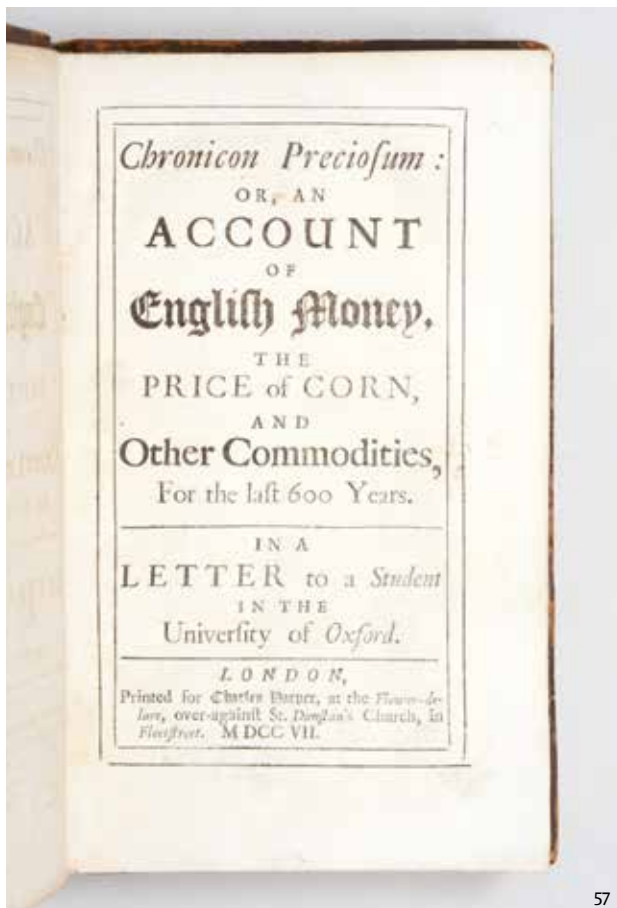 Chronicon Precioſum :
OR, AN
ACCOUNT
OF
Engliſh Money.
THE
PRICE of CORN,
AND
Other Commodities,
For the laſt 600 Years.
IN A
LETTER to a Student
IN THE
Univerſity of Oxford.
LONDON,
Printed for Charles Harper, at the Flower-de-
luce, over-againſt St. Dunſtan's Church, in
Fleetſtreet. M DCC VII.
57